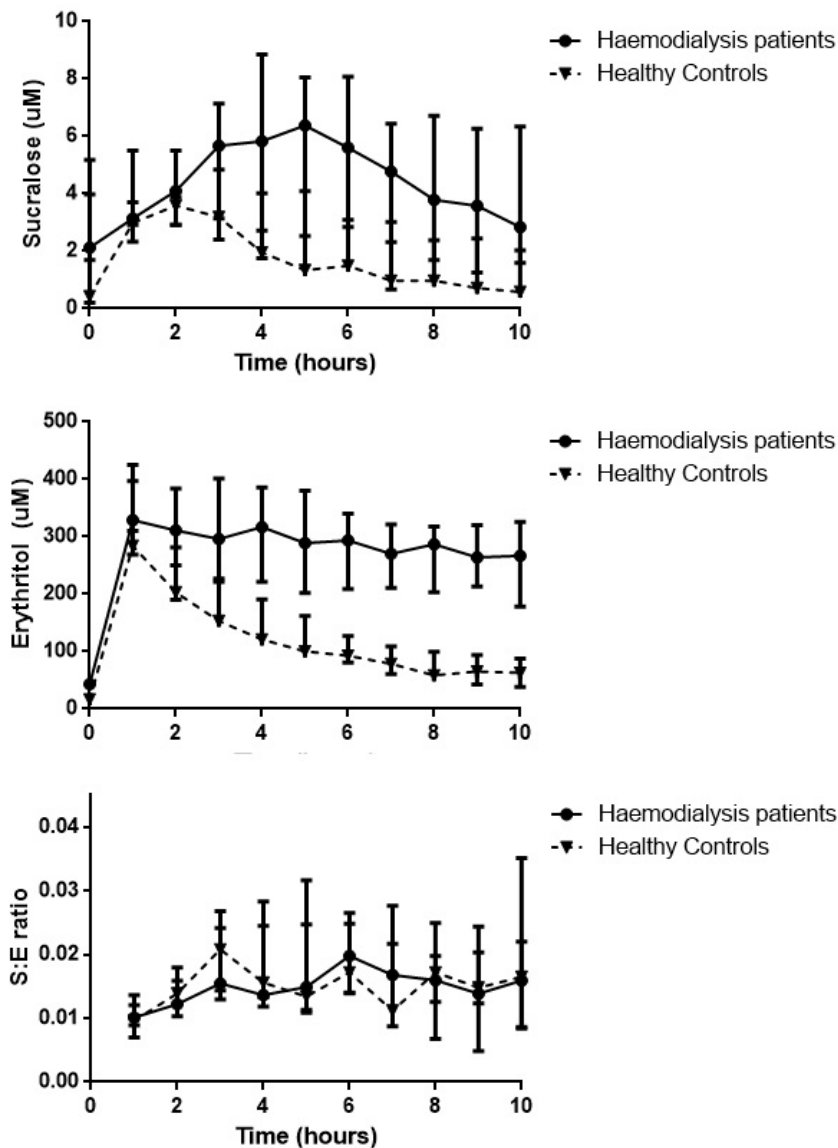 10
8
6
4
2
0
Sucralose (uM)
0 2 4 6 8 10
Time (hours)
Haemodialysis patients
Healthy Controls
500
400
300
200
100
0
Erythritol (uM)
0 2 4 6 8 10
Haemodialysis patients
Healthy Controls
0.04
0.03
0.02
0.01
0.00
S:E ratio
0 2 4 6 8 10
Time (hours)
Haemodialysis patients
Healthy Controls